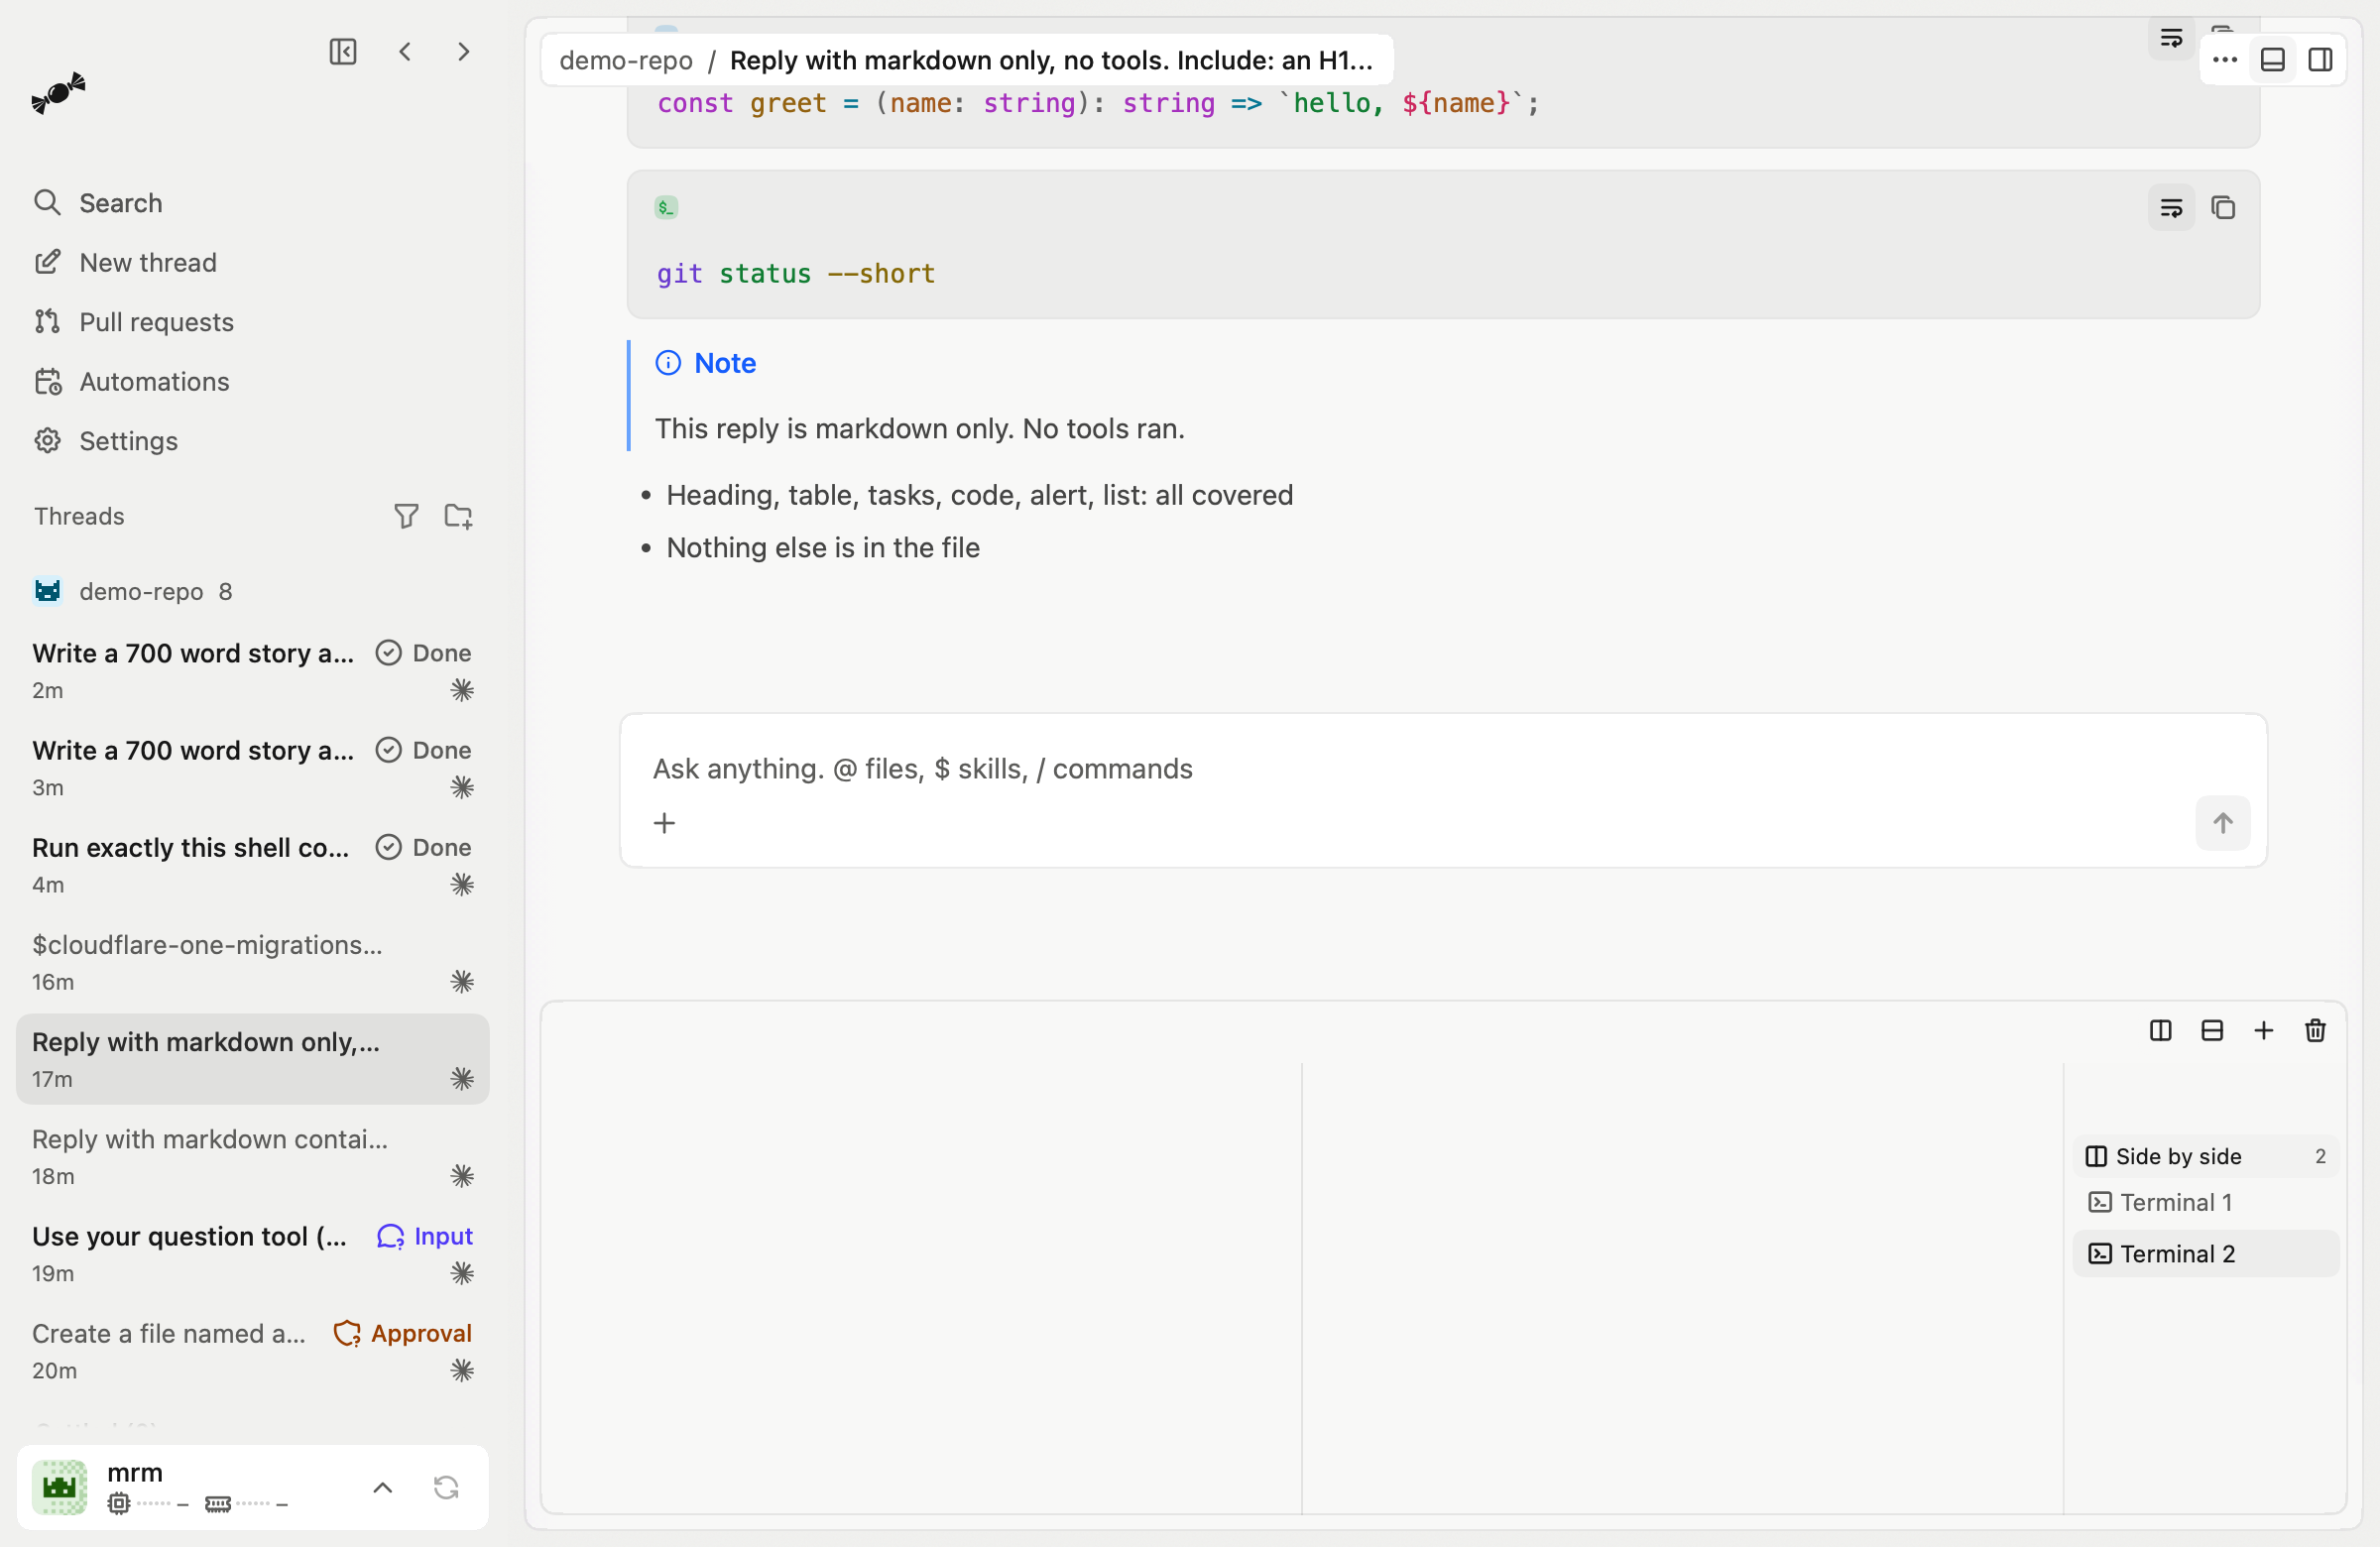 Search
New thread
Pull requests
Automations
Settings
Threads
demo-repo 8
Write a 700 word story a... Done
2m
Write a 700 word story a... Done
3m
Run exactly this shell co... Done
4m
$cloudflare-one-migrations...
16m
Reply with markdown only,...
17m
Reply with markdown contai...
18m
Use your question tool (... Input
19m
Create a file named a... Approval
20m
mrm
demo-repo / Reply with markdown only, no tools. Include: an H1...
const greet = (name: string): string => `hello, ${name}`;
$_
git status --short
Note
This reply is markdown only. No tools ran.
• Heading, table, tasks, code, alert, list: all covered
• Nothing else is in the file
Ask anything. @ files, $ skills, / commands
Side by side 2
Terminal 1
Terminal 2